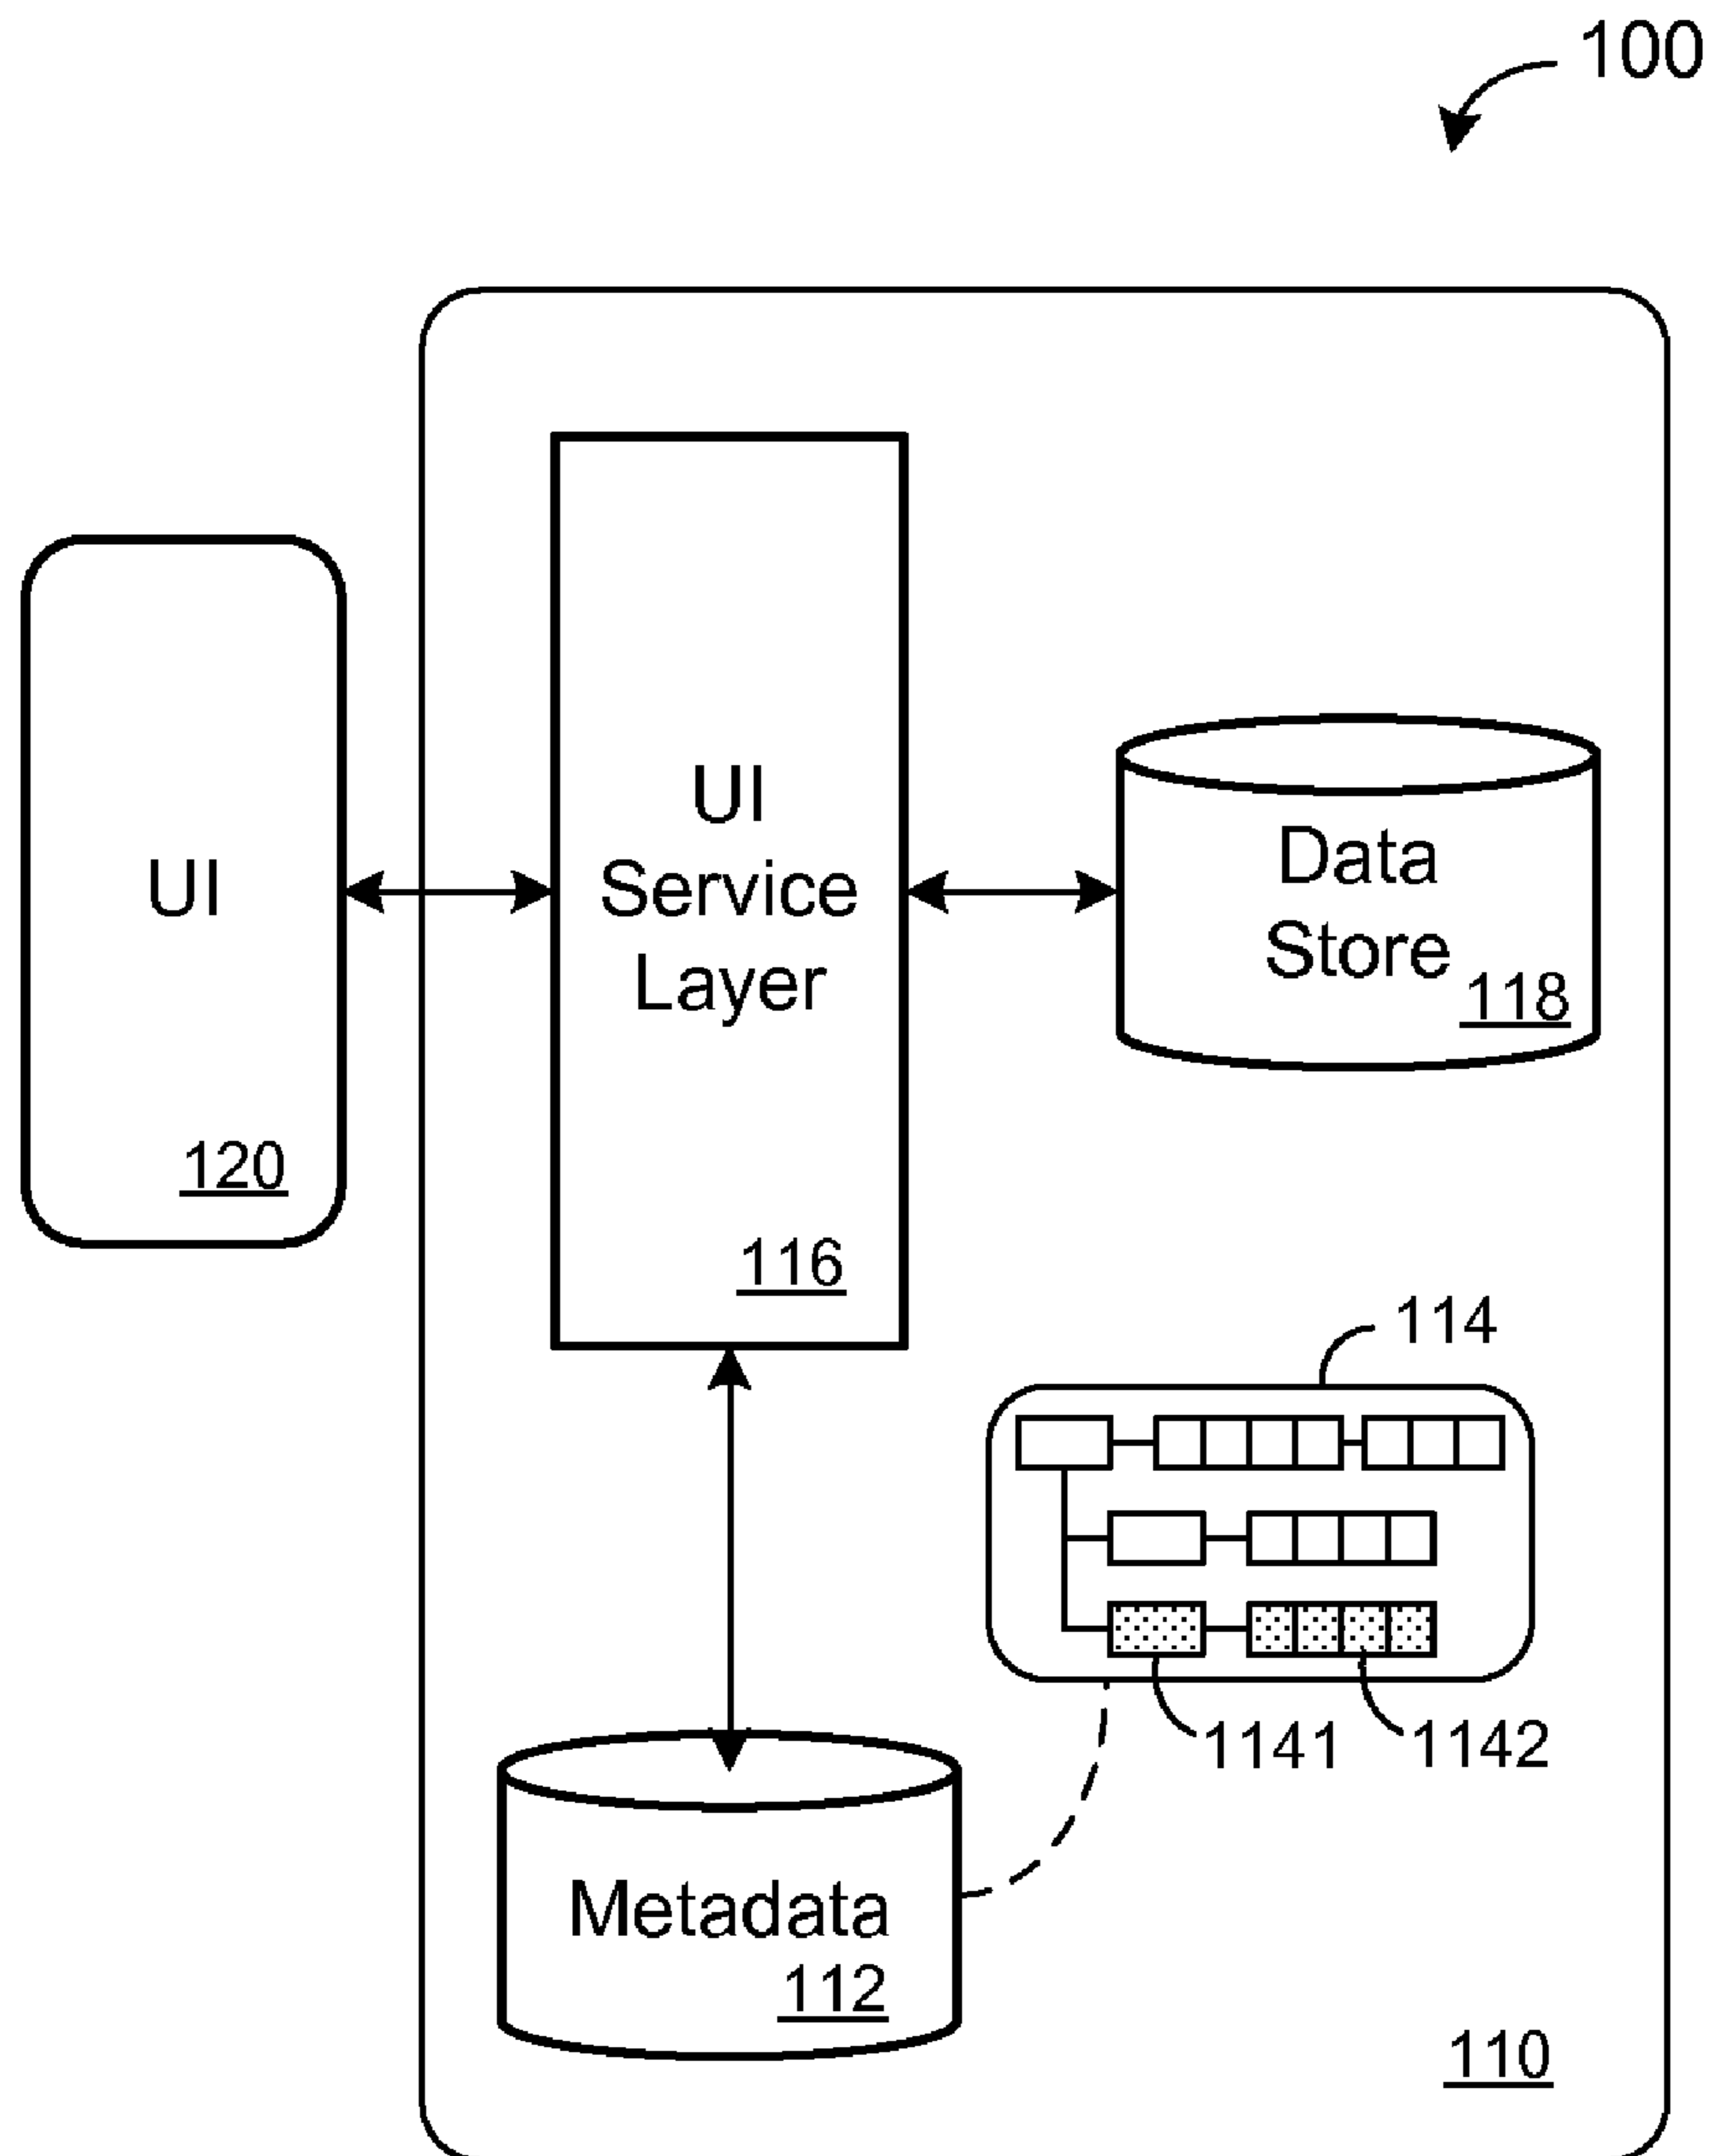 100
UI
120
UI
Service
Layer
116
Data
Store
118
114
1141
1142
Metadata
112
110